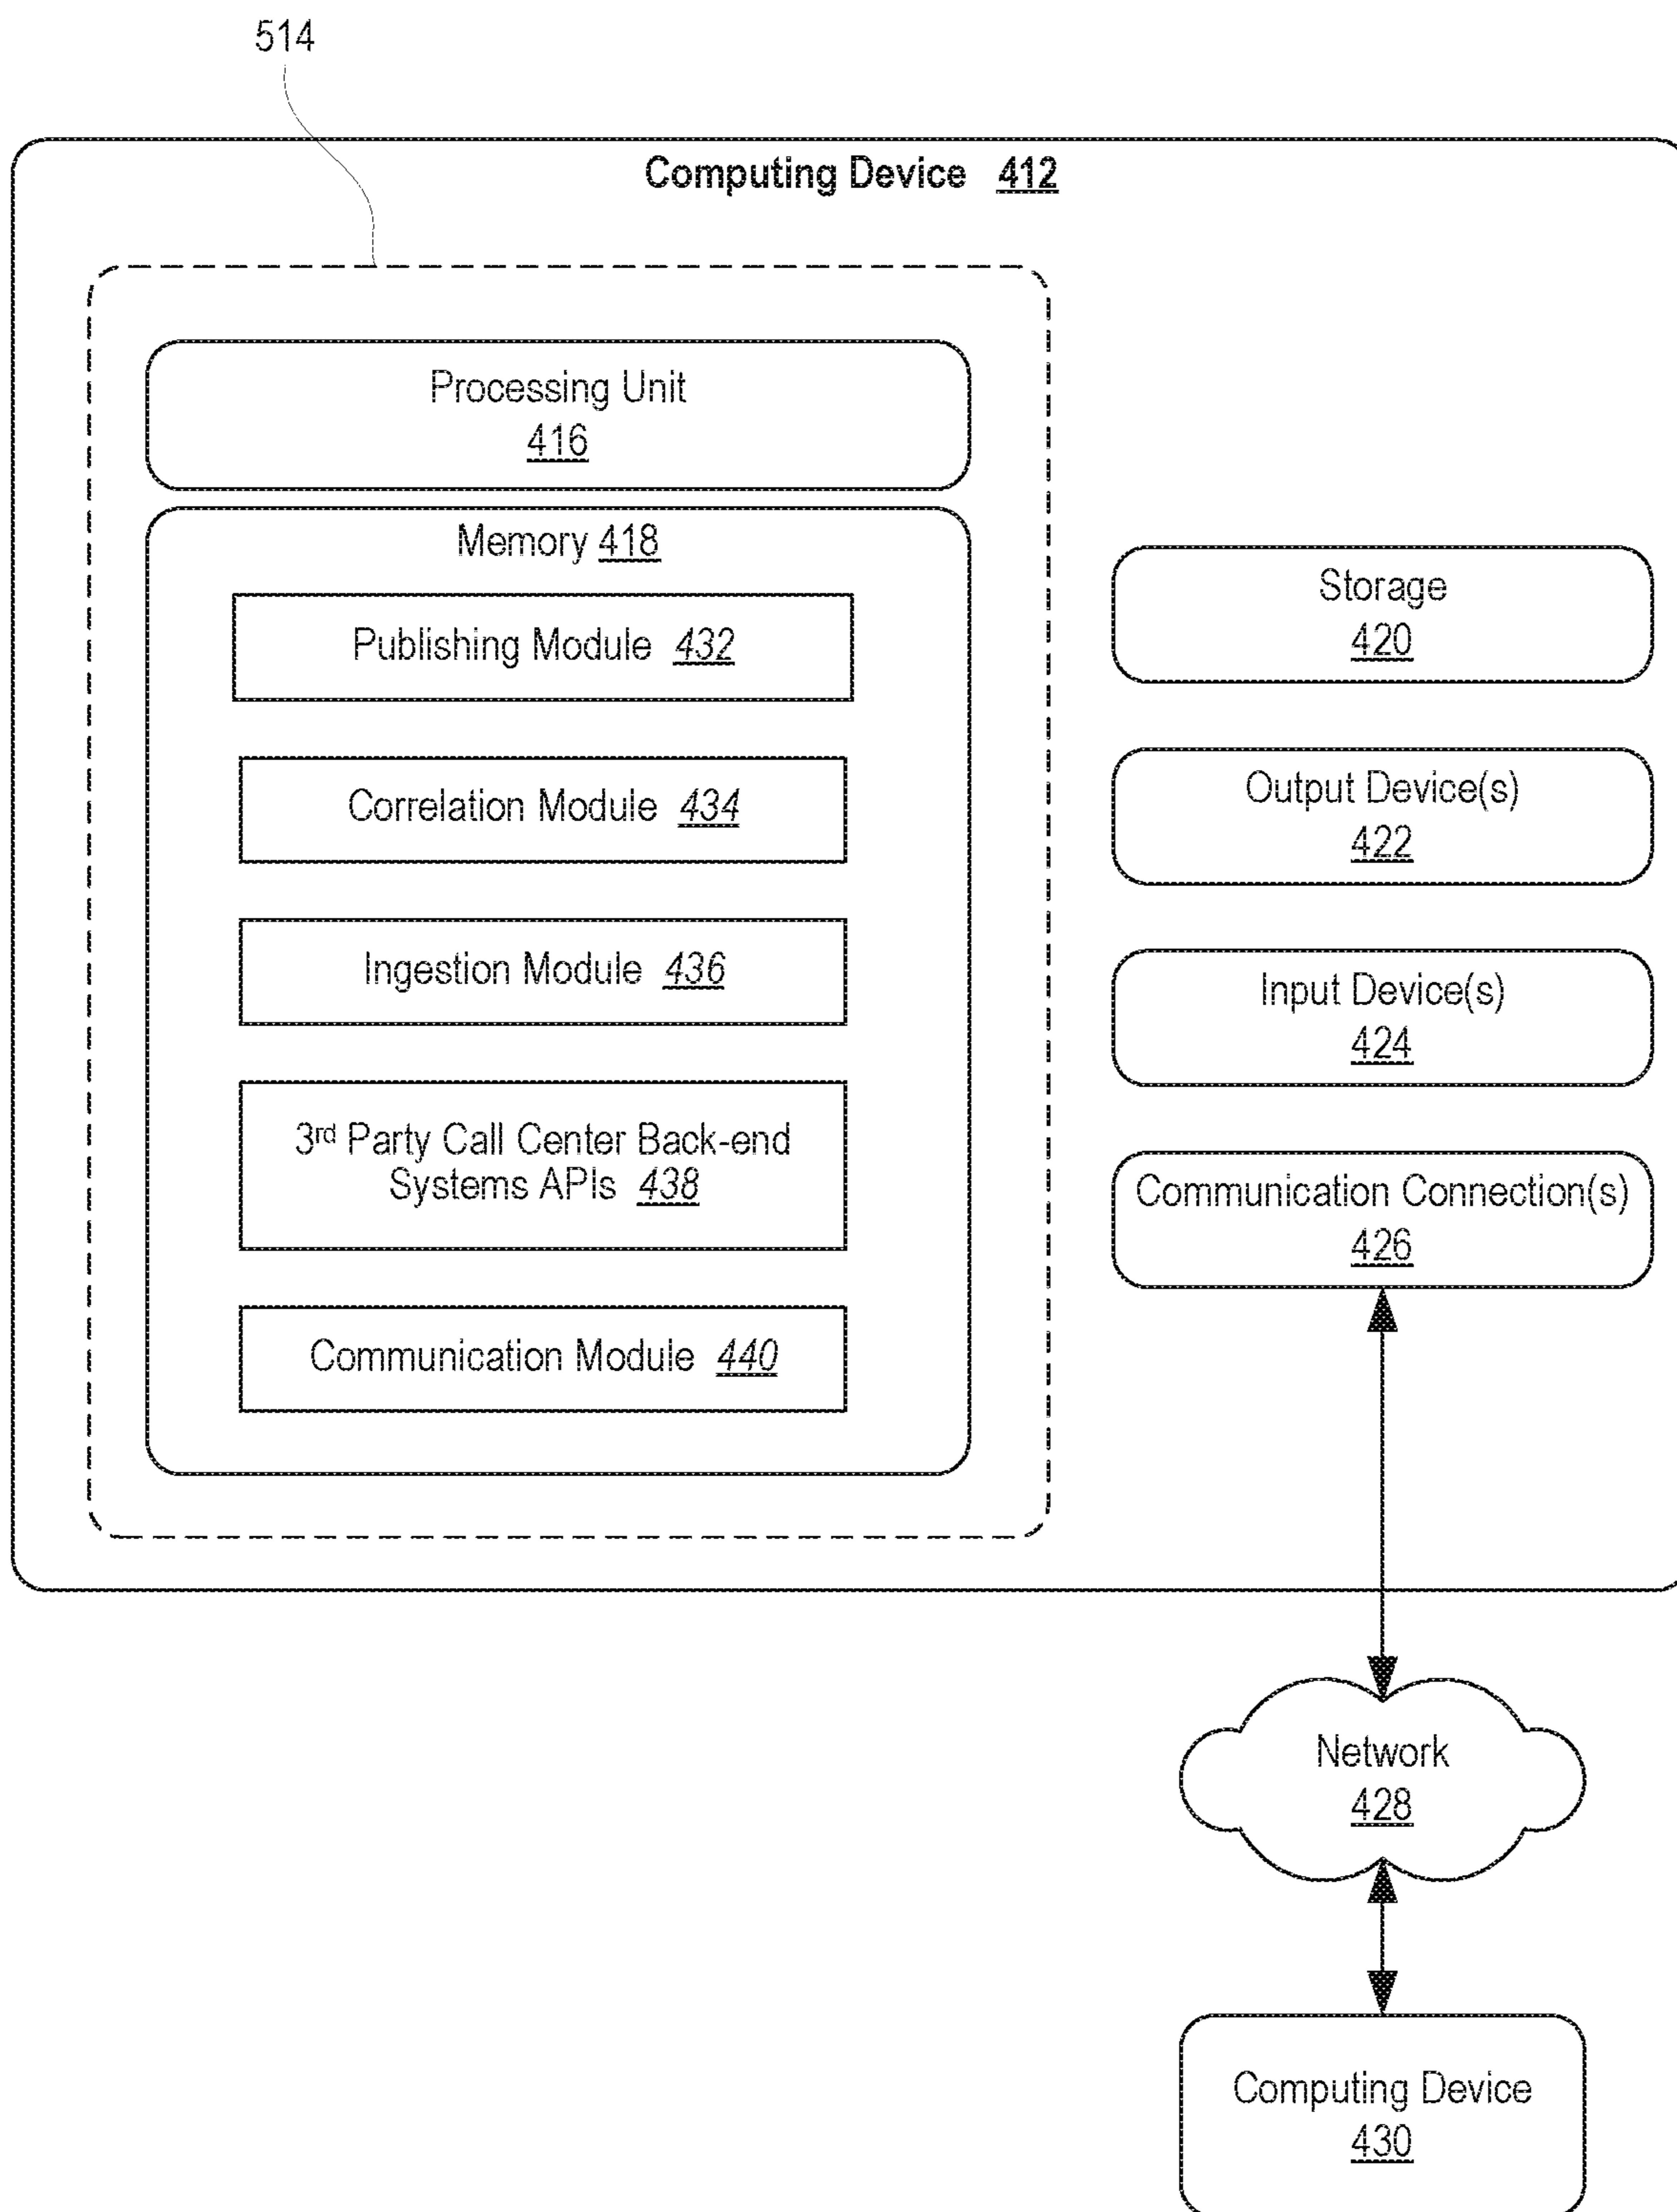 514
Computing Device 412
Processing Unit
416
Memory 418
Publishing Module 432
Correlation Module 434
Ingestion Module 436
3rd Party Call Center Back-end
Systems APIs 438
Communication Module 440
Storage
420
Output Device(s)
422
Input Device(s)
424
Communication Connection(s)
426
Network
428
Computing Device
430